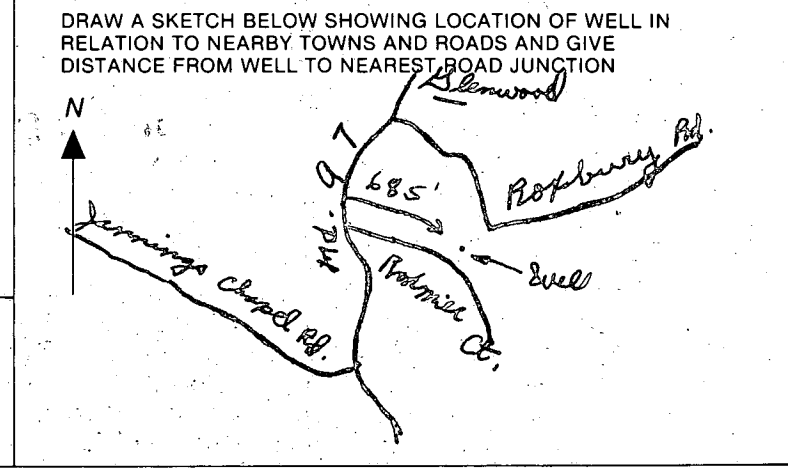 DRAW A SKETCH BELOW SHOWING LOCATION OF WELL IN
RELATION TO NEARBY TOWNS AND ROADS AND GIVE
DISTANCE FROM WELL TO NEAREST ROAD JUNCTION
Glenwood
N
Md. 97
685'
Roxbury Rd.
Jennings Chapel Rd.
Well
Ct.